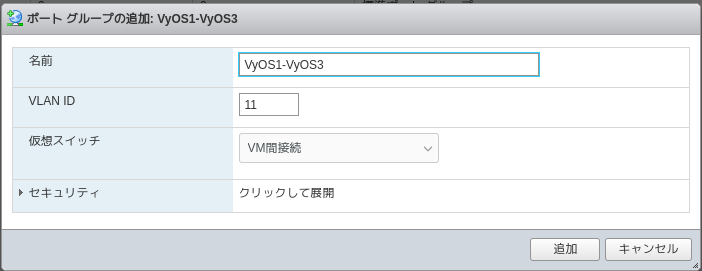 ポート グループの追加: VyOS1-VyOS3
名前
VyOS1-VyOS3
VLAN ID
11
仮想スイッチ
VM間接続
セキュリティ
クリックして展開
追加
キャンセル